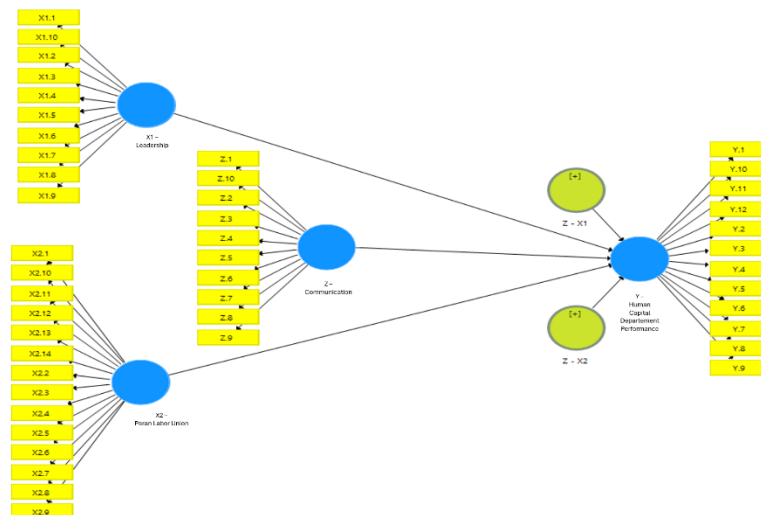 X1.1
X1.10
X1.2
X1.3
X1.4
X1.5
X1.6
X1.7
X1.8
X1.9
X1 -
Leadership
Z.1
Z.10
Z.2
Z.3
Z.4
Z.5
Z.6
Z.7
Z.8
Z.9
Z -
Communication
X2.1
X2.10
X2.11
X2.12
X2.13
X2.14
X2.2
X2.3
X2.4
X2.5
X2.6
X2.7
X2.8
X2.9
X2 -
Peran Labor Union
[+]
Z - X1
[+]
Z - X2
Y -
Human
Capital
Departement
Performance
Y.1
Y.10
Y.11
Y.12
Y.2
Y.3
Y.4
Y.5
Y.6
Y.7
Y.8
Y.9